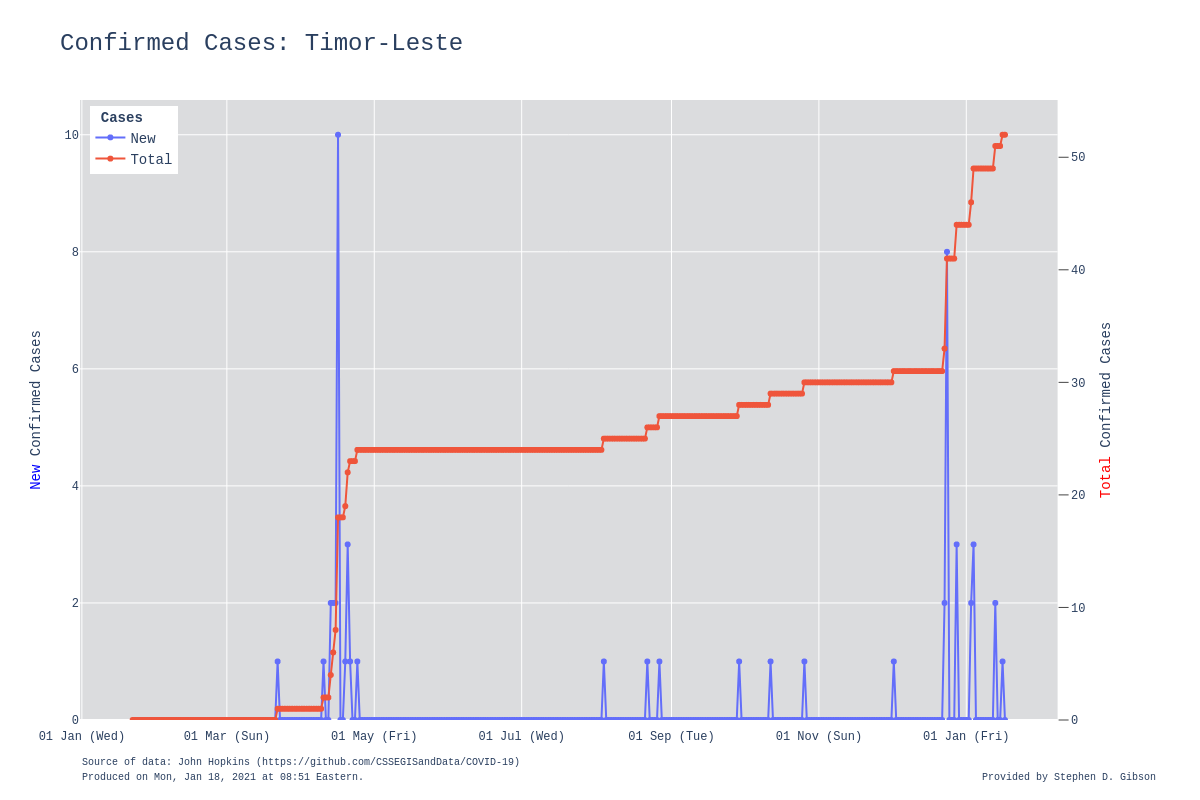 Confirmed Cases: Timor-Leste
Cases
New
Total
10
8
6
4
2
0
New Confirmed Cases
50
40
30
20
10
0
Total Confirmed Cases
01 Jan (Wed)
01 Mar (Sun)
01 May (Fri)
01 Jul (Wed)
01 Sep (Tue)
01 Nov (Sun)
01 Jan (Fri)
Source of data: John Hopkins (https://github.com/CSSEGISandData/COVID-19)
Produced on Mon, Jan 18, 2021 at 08:51 Eastern.
Provided by Stephen D. Gibson